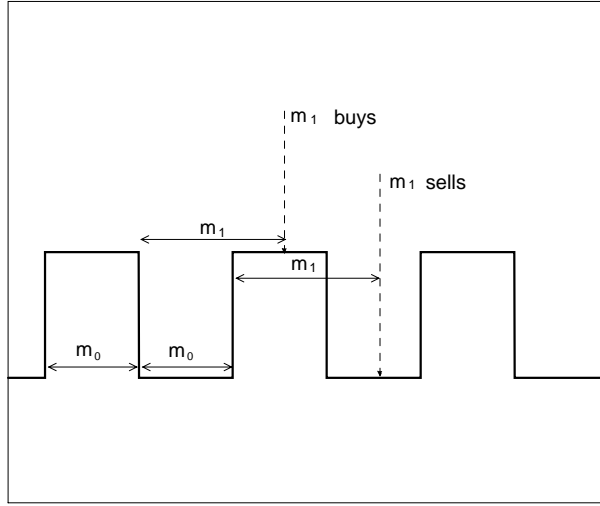 m₁ buys
m₁ sells
m₁
m₁
m₀ m₀